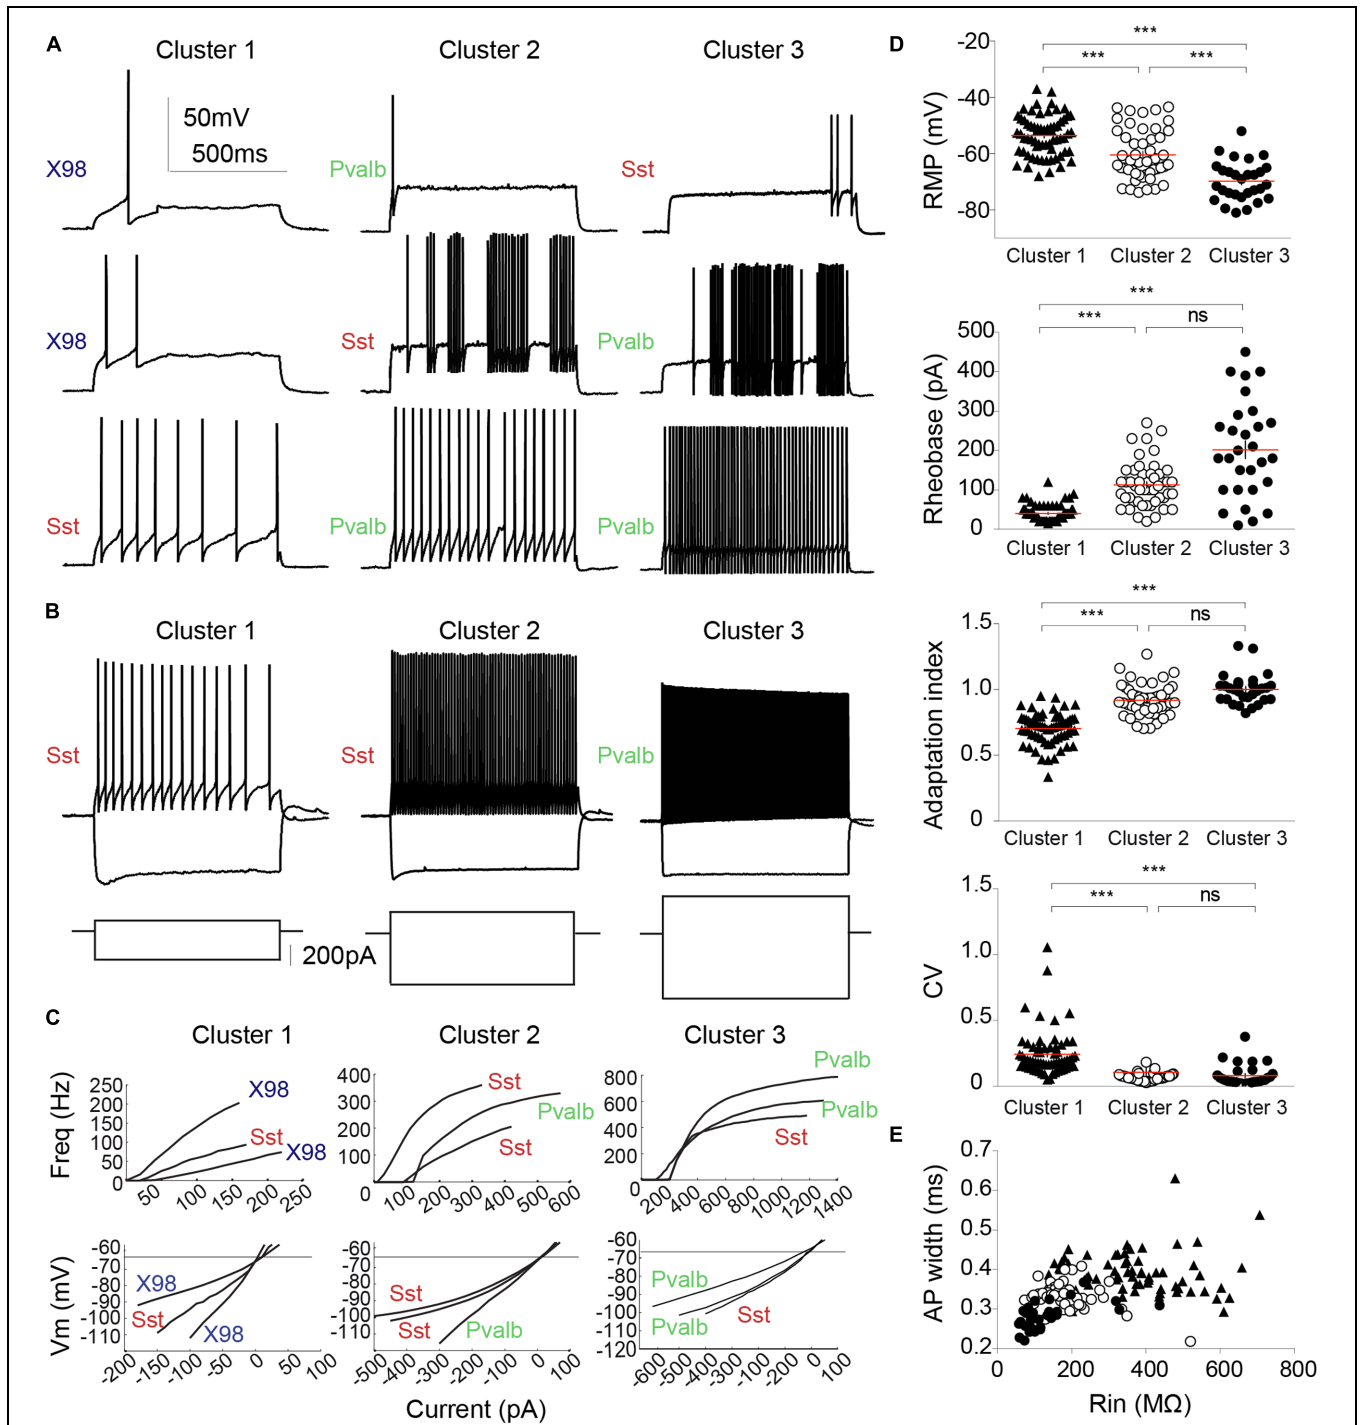 A
Cluster 1
Cluster 2
Cluster 3
50mV
500ms
X98
Pvalb
Sst
X98
Sst
Pvalb
Sst
Pvalb
Pvalb
B
Cluster 1
Cluster 2
Cluster 3
Sst
Sst
Pvalb
200pA
C
Cluster 1
Cluster 2
Cluster 3
Freq (Hz)
250
200
150
100
50
0
50
100
150
200
250
X98
Sst
X98
400
300
200
100
0
100
200
300
400
500
600
Sst
Pvalb
Sst
800
600
400
200
0
200
400
600
800
1000
1200
1400
Pvalb
Pvalb
Sst
Vm (mV)
-60
-70
-80
-90
-100
-110
-200
-150
-100
-50
0
50
100
X98
Sst
X98
-60
-70
-80
-90
-100
-110
-500
-400
-300
-200
-100
0
100
Sst
Sst
Pvalb
-60
-70
-80
-90
-100
-110
-120
-600
-500
-400
-300
-200
-100
0
100
Pvalb
Pvalb
Sst
Current (pA)
D
RMP (mV)
-20
-40
-60
-80
***
***
***
Cluster 1
Cluster 2
Cluster 3
Rheobase (pA)
500
400
300
200
100
0
***
***
ns
Cluster 1
Cluster 2
Cluster 3
Adaptation index
1.5
1.0
0.5
0
***
***
ns
Cluster 1
Cluster 2
Cluster 3
CV
1.5
1.0
0.5
0
***
***
ns
Cluster 1
Cluster 2
Cluster 3
E
AP width (ms)
0.7
0.6
0.5
0.4
0.3
0.2
0
200
400
600
800
Rin (MΩ)